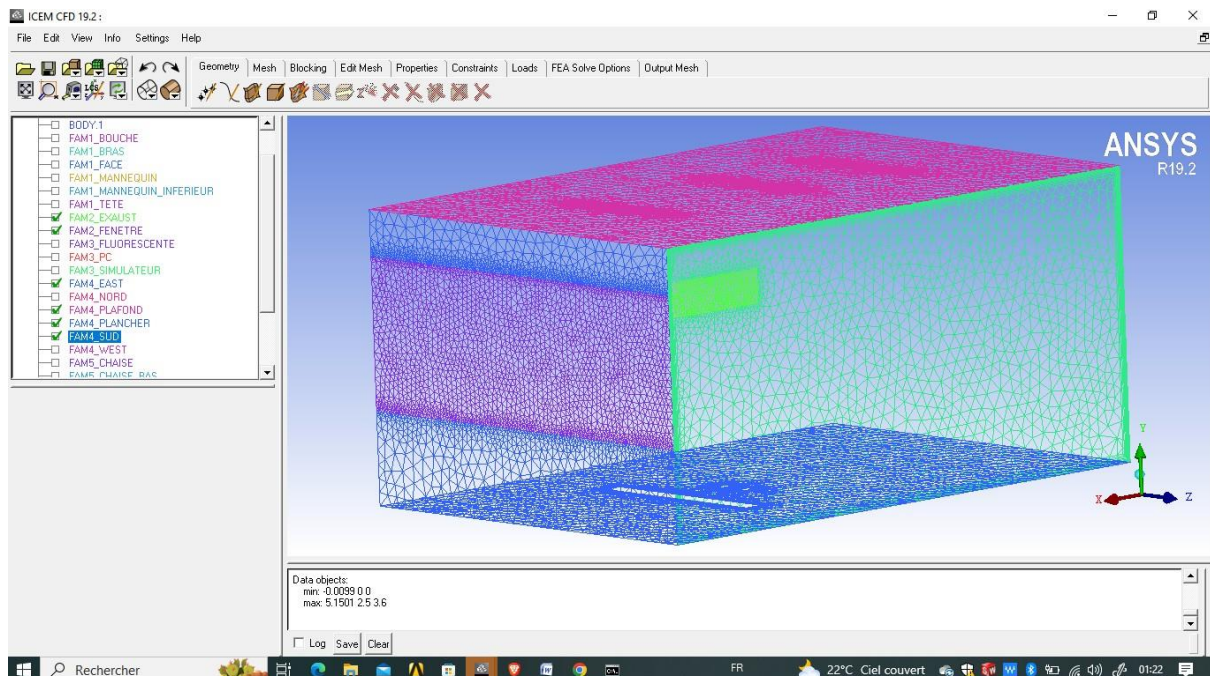 ICEM CFD 19.2 :
File Edit View Info Settings Help
Geometry Mesh Blocking Edit Mesh Properties Constraints Loads FEA Solve Options Output Mesh
BODY.1
FAM1_BOUCHE
FAM1_BRAS
FAM1_FACE
FAM1_MANNEQUIN
FAM1_MANNEQUIN_INFERIEUR
FAM1_TETE
FAM2_EXAUST
FAM2_FENETRE
FAM3_FLUORESCENTE
FAM3_PC
FAM3_SIMULATEUR
FAM4_EAST
FAM4_NORD
FAM4_PLAFOND
FAM4_PLANCHER
FAM4_SUD
FAM4_WEST
FAM5_CHAISE
FAM5_CHAISE_BAS
ANSYS
R19.2
Y
X
Z
Data objects:
min: -0.0099 0 0
max: 5.1501 2.5 3.6
Log Save Clear
Rechercher
FR
22°C Ciel couvert
01:22